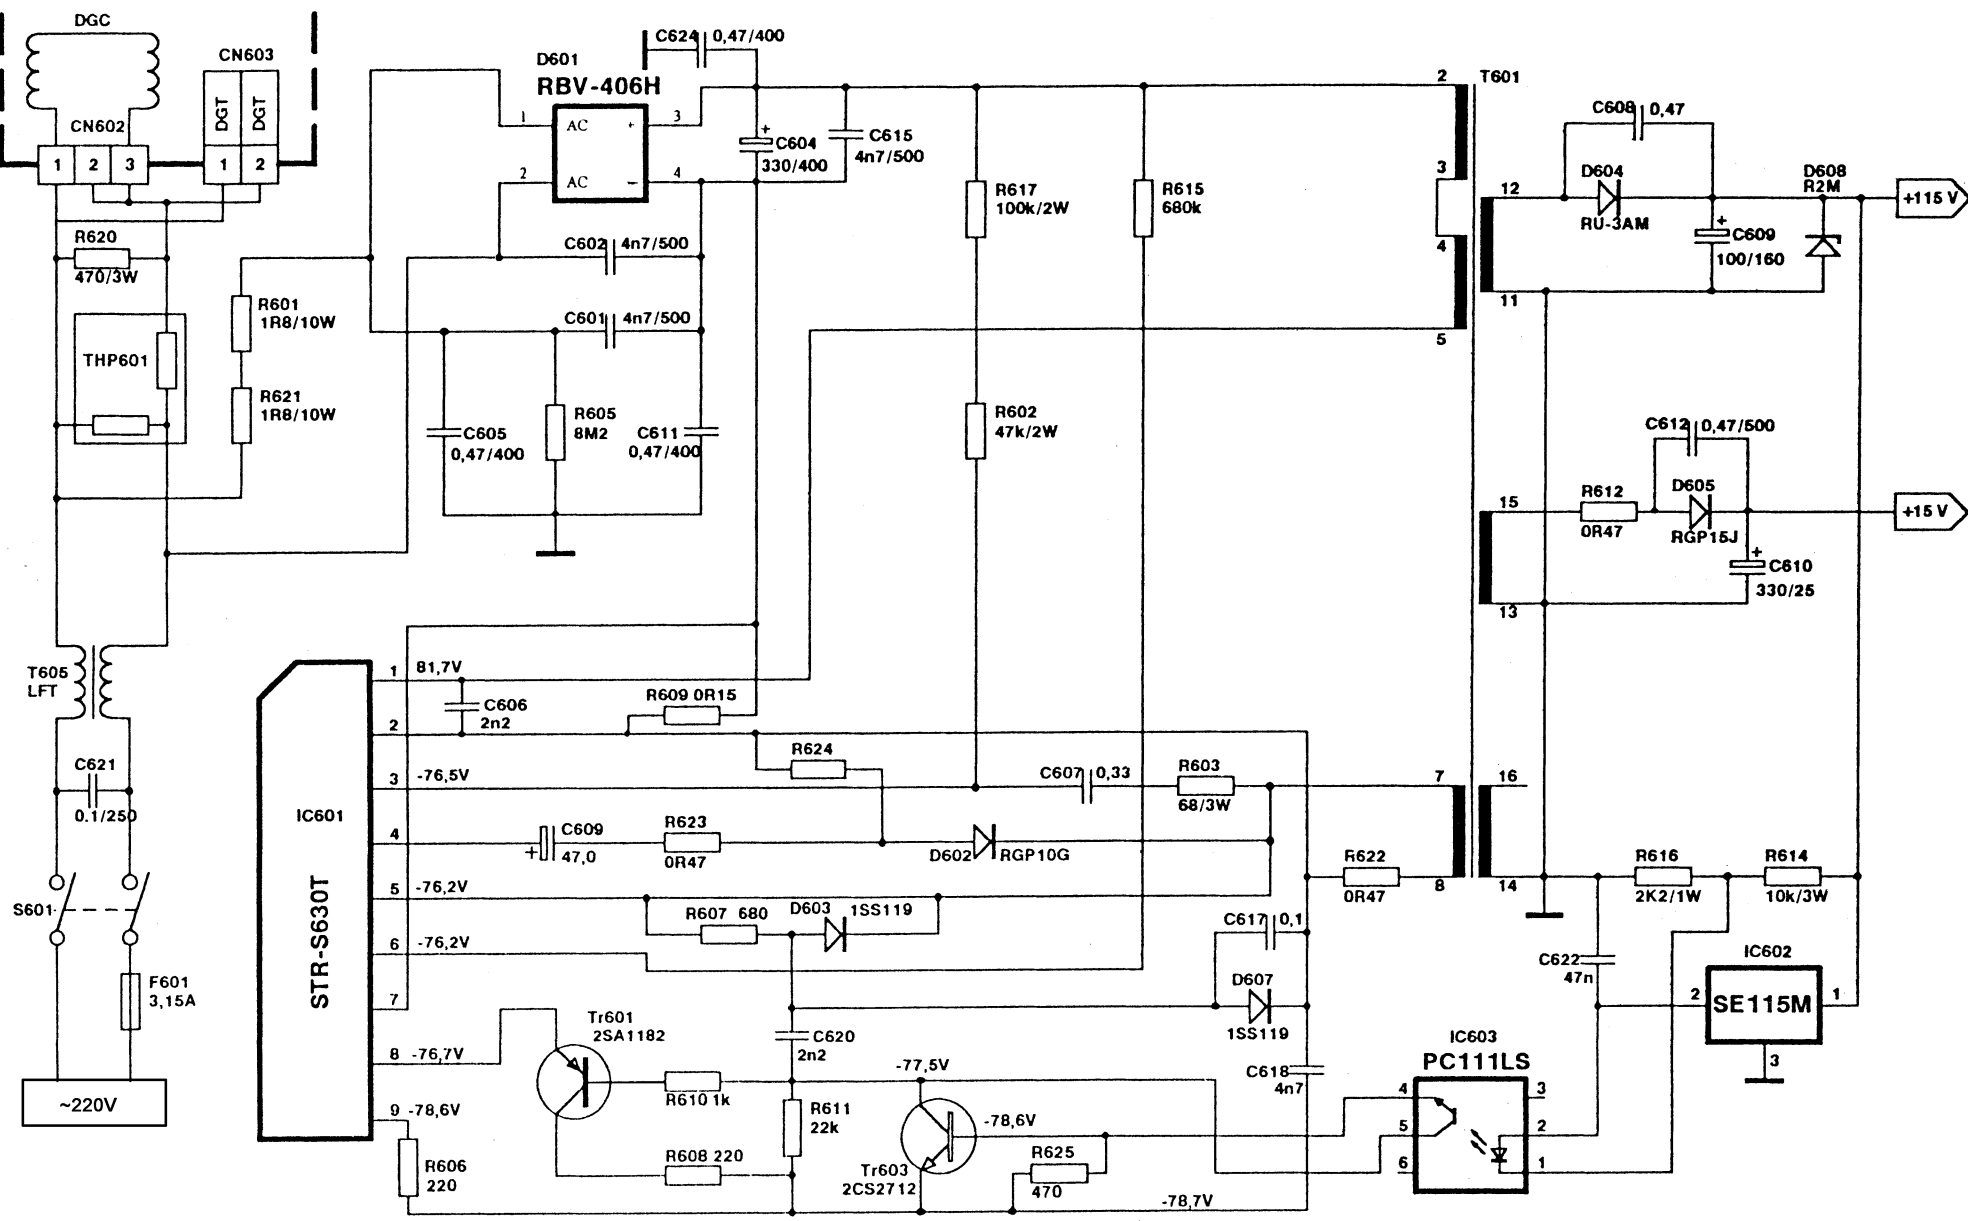 DGC
CN603
DGT
DGT
CN602
1
2
3
1
2
R620
470/3W
THP601
R601
1R8/10W
R621
1R8/10W
D601
RBV-406H
AC
+
AC
−
1
2
3
4
C624 0,47/400
+
C604
330/400
C615
4n7/500
C602 4n7/500
C601 4n7/500
C605
0,47/400
R605
8M2
C611
0,47/400
R617
100k/2W
R602
47k/2W
R615
680k
T601
2
3
4
5
7
8
12
11
15
13
16
14
C608 0,47
D604
RU-3AM
+
C609
100/160
D608
R2M
+115 V
C612 0,47/500
R612
0R47
D605
RGP15J
+
C610
330/25
+15 V
T605
LFT
C621
0.1/250
S601
F601
3,15A
~220V
IC601
STR-S630T
1 81,7V
2
3 -76,5V
4
5 -76,2V
6 -76,2V
7
8 -76,7V
9 -78,6V
C606
2n2
R609 0R15
R624
C607 0,33
R603
68/3W
+
C609
47,0
R623
0R47
D602 RGP10G
R607 680
D603 1SS119
R622
0R47
C617 0,1
D607
1SS119
C618
4n7
Tr601
2SA1182
C620
2n2
R610 1k
R611
22k
R608 220
R606
220
-77,5V
-78,6V
Tr603
2CS2712
R625
470
-78,7V
R616
2K2/1W
R614
10k/3W
C622
47n
IC602
SE115M
2
1
3
IC603
PC111LS
4
5
6
3
2
1